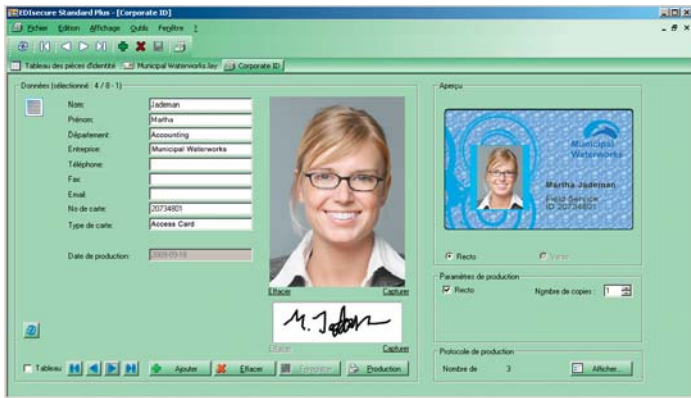 EDIsecure Standard Plus - [Corporate ID]
Fichier Edition Affichage Outils Fenêtre ?
Tableau des pièces d'identité Municipal Waterworks.lay Corporate ID
Données (sélectionné : 4 / 8 - 1)
Nom: Jademan
Prénom: Martha
Département: Accounting
Entreprise: Municipal Waterworks
Téléphone:
Fax:
Email:
No de carte: 20734801
Type de carte: Access Card
Date de production: 2009-09-18
Effacer Capturer
M. Jademan
Effacer Capturer
Tableau Ajouter Effacer Enregistrer Production
Aperçu
Municipal
Waterworks
Martha Jademan
Field Service
ID 20734801
Recto Verso
Paramètres de production
Recto Nombre de copies : 1
Protocole de production
Nombre de 3 Afficher...